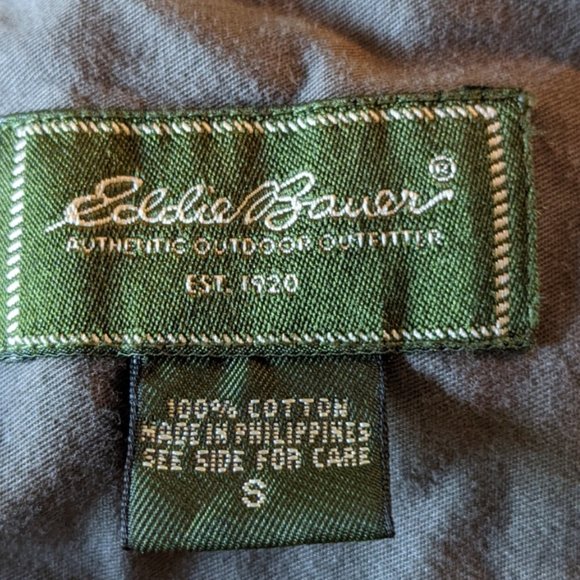 Eddie Bauer®
AUTHENTIC OUTDOOR OUTFITTER
EST. 1920
100% COTTON
MADE IN PHILIPPINES
SEE SIDE FOR CARE
S